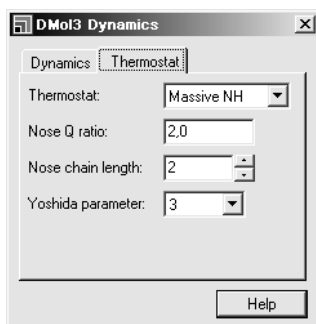 DMol3 Dynamics
Dynamics Thermostat
Thermostat: Massive NH
Nose Q ratio: 2,0
Nose chain length: 2
Yoshida parameter: 3
Help